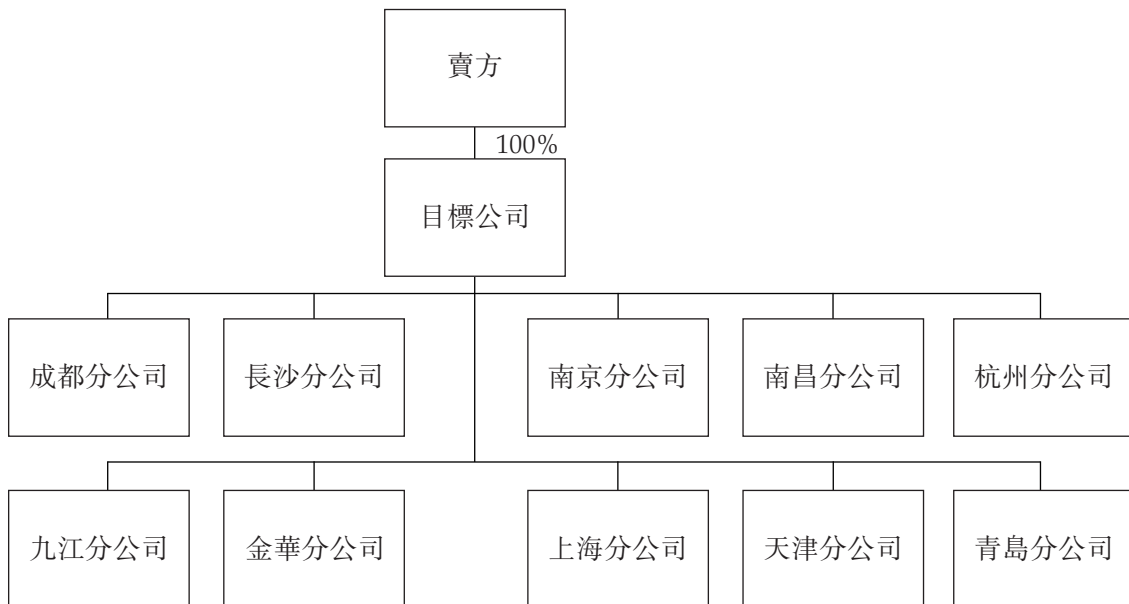 賣方
100%
目標公司
成都分公司
長沙分公司
南京分公司
南昌分公司
杭州分公司
九江分公司
金華分公司
上海分公司
天津分公司
青島分公司